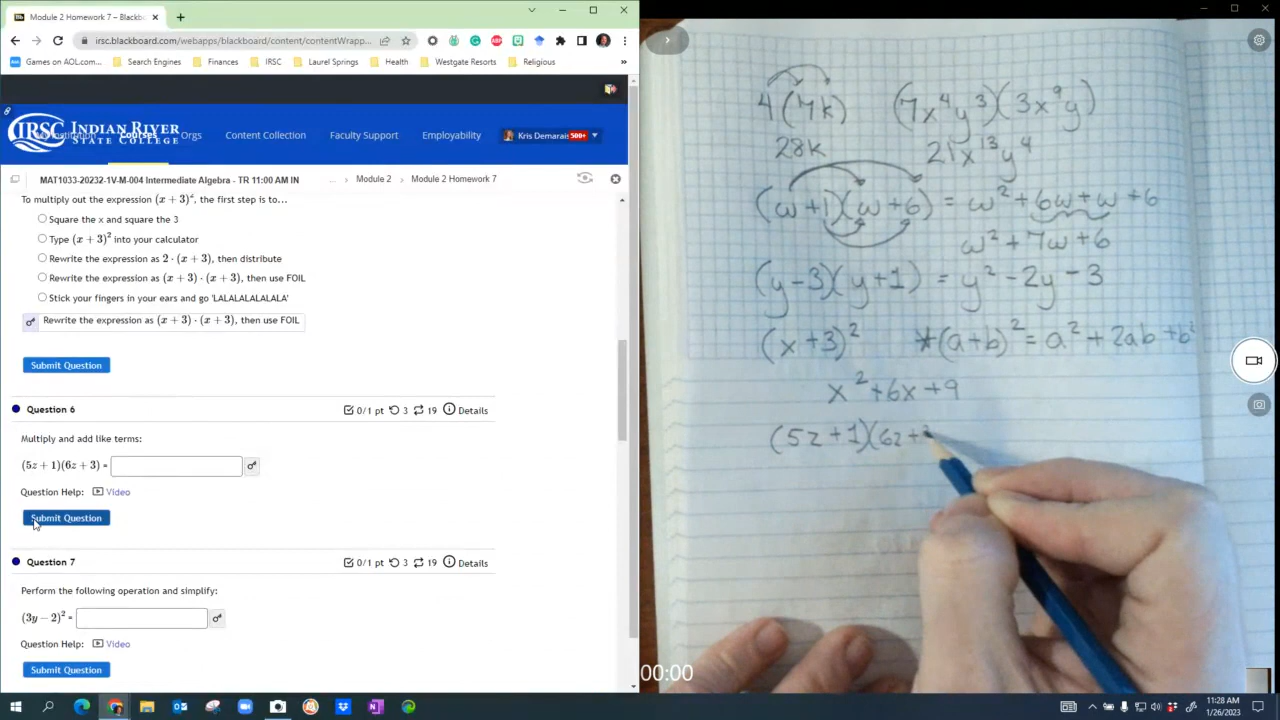 Module 2 Homework 7 – Blackb
irsc.blackboard.com/webapps/blackboard/content/contentWrapp...
Games on AOL.com...
Search Engines
Finances
IRSC
Laurel Springs
Health
Westgate Resorts
Religious
»
IRSC INDIAN RIVER STATE COLLEGE
Courses
Orgs
Content Collection
Faculty Support
Employability
Kris Demarais 500+
MAT1033-20232-1V-M-004 Intermediate Algebra - TR 11:00 AM IN
...
Module 2
Module 2 Homework 7
To multiply out the expression (x + 3)², the first step is to...
Square the x and square the 3
Type (x + 3)² into your calculator
Rewrite the expression as 2 · (x + 3), then distribute
Rewrite the expression as (x + 3) · (x + 3), then use FOIL
Stick your fingers in your ears and go 'LALALALALALA'
Rewrite the expression as (x + 3) · (x + 3), then use FOIL
Submit Question
Question 6
0/1 pt 3 19 Details
Multiply and add like terms:
(5z + 1)(6z + 3) =
Question Help: Video
Submit Question
Question 7
0/1 pt 3 19 Details
Perform the following operation and simplify:
(3y − 2)² =
Question Help: Video
Submit Question
(7x⁴y³)(3x⁹y)
28k
21x¹³y⁴
(w+1)(w+6) = w² + 6w + w + 6
w² + 7w + 6
(y−3)(y+1) = y² − 2y − 3
(x+3)²
*(a+b)² = a² + 2ab + b²
x² + 6x + 9
(5z+1)(6z+
00:00
11:28 AM
1/26/2023